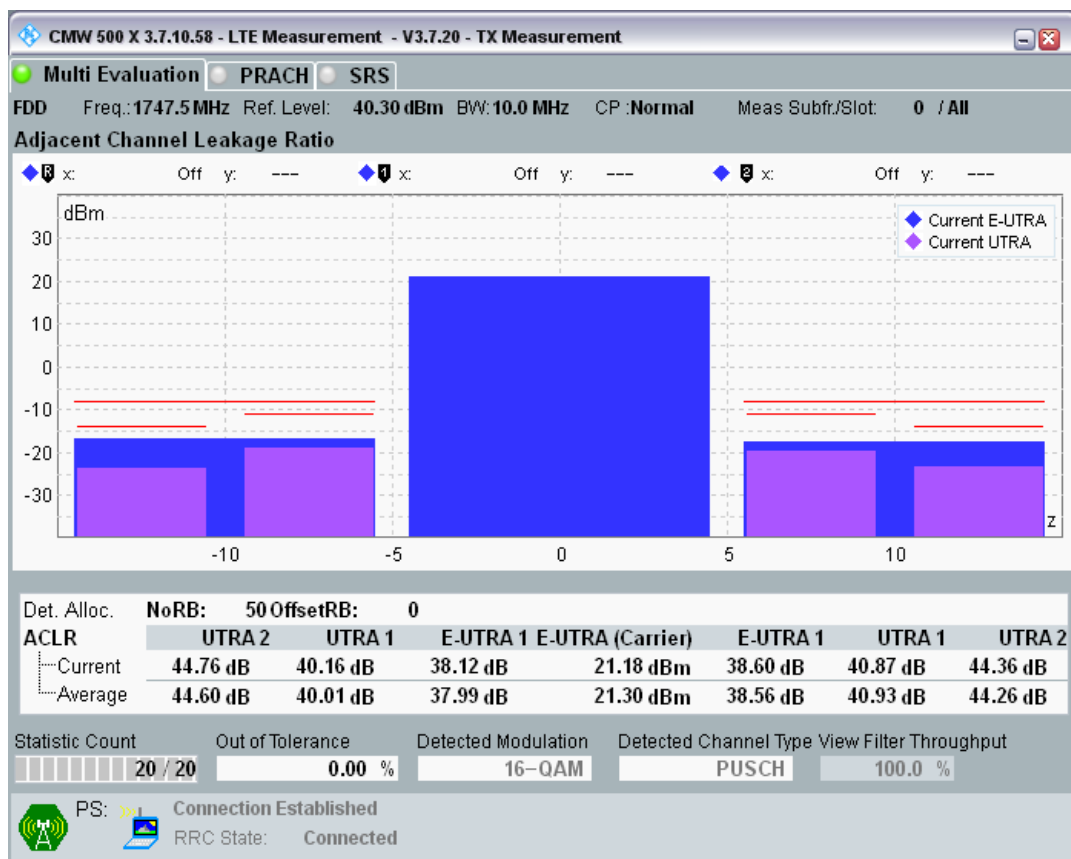 CMW 500 X 3.7.10.58 - LTE Measurement - V3.7.20 - TX Measurement
Multi Evaluation PRACH SRS
FDD Freq.:1747.5 MHz Ref. Level: 40.30 dBm BW:10.0 MHz CP :Normal Meas Subfr./Slot: 0 / All
Adjacent Channel Leakage Ratio
R x: Off y: --- 1 x: Off y: --- 2 x: Off y: ---
dBm
Current E-UTRA
Current UTRA
30
20
10
0
-10
-20
-30
z
-10 -5 0 5 10
Det. Alloc. NoRB: 50 OffsetRB: 0
ACLR UTRA 2 UTRA 1 E-UTRA 1 E-UTRA (Carrier) E-UTRA 1 UTRA 1 UTRA 2
Current 44.76 dB 40.16 dB 38.12 dB 21.18 dBm 38.60 dB 40.87 dB 44.36 dB
Average 44.60 dB 40.01 dB 37.99 dB 21.30 dBm 38.56 dB 40.93 dB 44.26 dB
Statistic Count Out of Tolerance Detected Modulation Detected Channel Type View Filter Throughput
20 / 20 0.00 % 16-QAM PUSCH 100.0 %
PS: Connection Established
RRC State: Connected